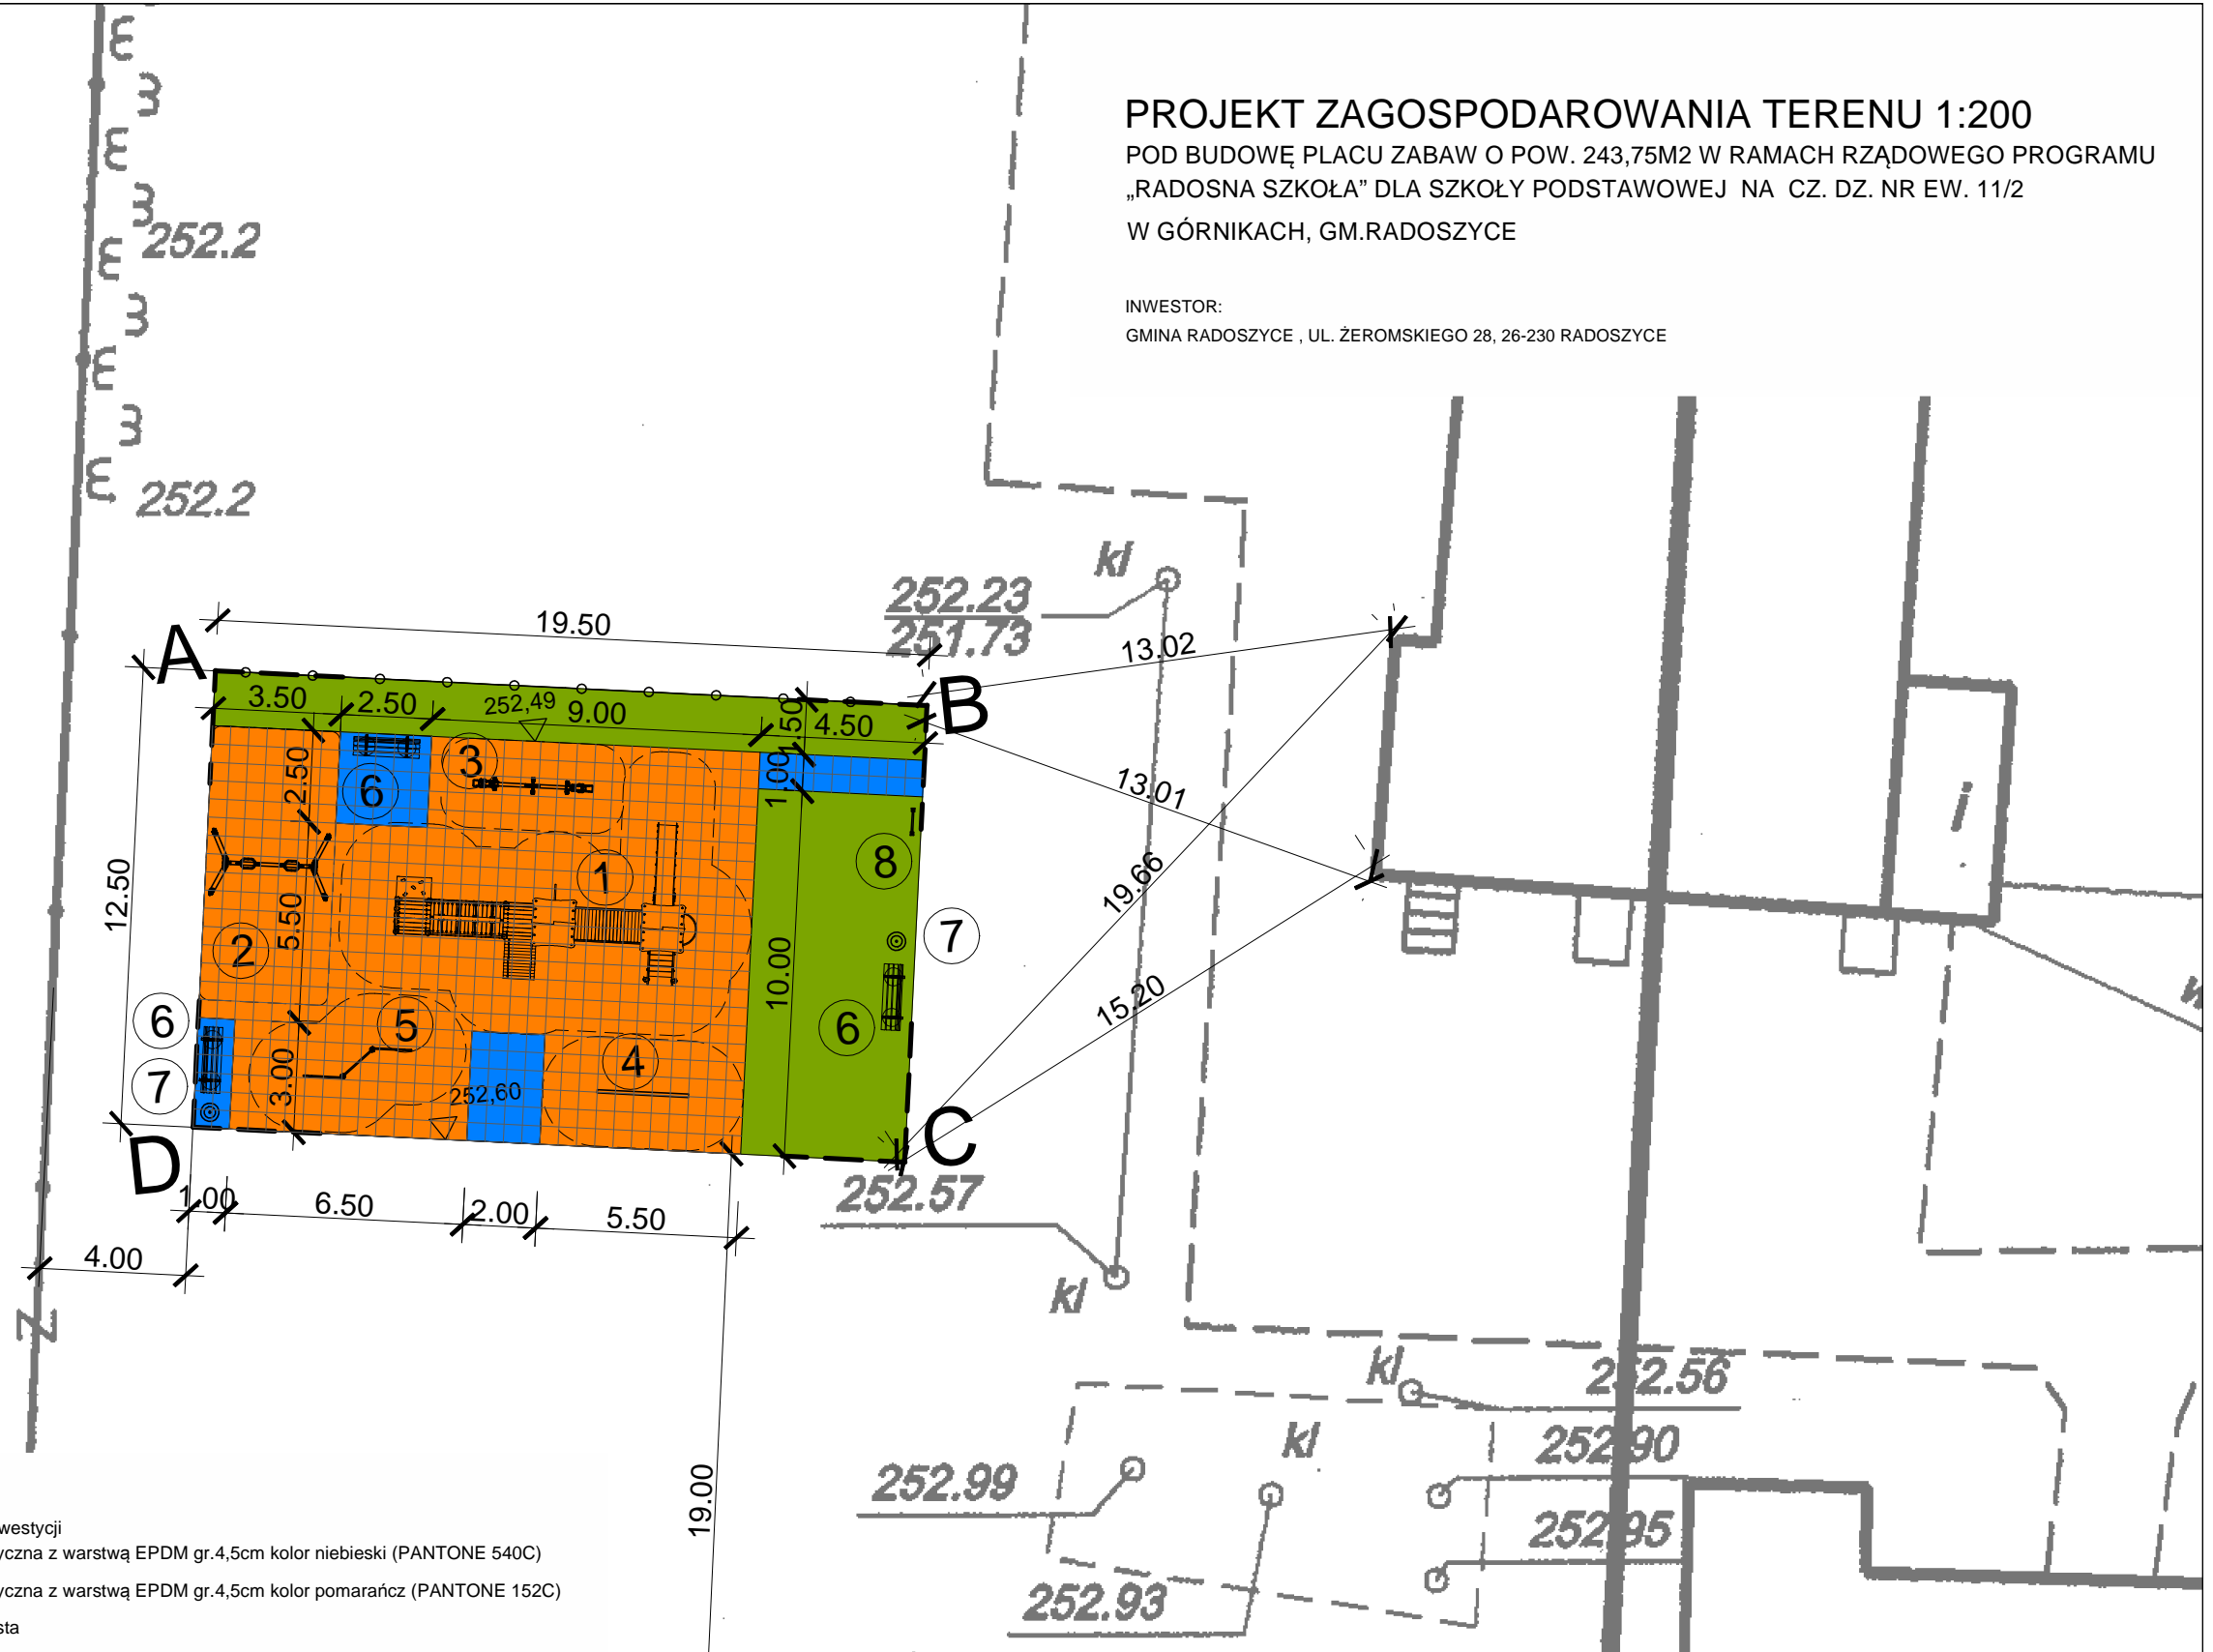 PROJEKT ZAGOSPODAROWANIA TERENU 1:200
POD BUDOWĘ PLACU ZABAW O POW. 243,75M2 W RAMACH RZĄDOWEGO PROGRAMU
„RADOSNA SZKOŁA” DLA SZKOŁY PODSTAWOWEJ NA CZ. DZ. NR EW. 11/2
W GÓRNIKACH, GM.RADOSZYCE
INWESTOR:
GMINA RADOSZYCE , UL. ŻEROMSKIEGO 28, 26-230 RADOSZYCE
252.2
252.2
kl
252.23
251.73
19.50
13.02
A
B
3.50
2.50
252,49
9.00
1.50
4.50
3
6
2.50
1.00
13.01
12.50
1
8
19.66
2
5.50
7
10.00
15.20
6
5
6
4
7
3.00
252,60
D
C
252.57
1.00
6.50
2.00
5.50
4.00
kl
Z
kl
252.56
kl
252.90
252.99
19.00
252.95
252.93
westycji
yczna z warstwą EPDM gr.4,5cm kolor niebieski (PANTONE 540C)
yczna z warstwą EPDM gr.4,5cm kolor pomarańcz (PANTONE 152C)
sta
i
w